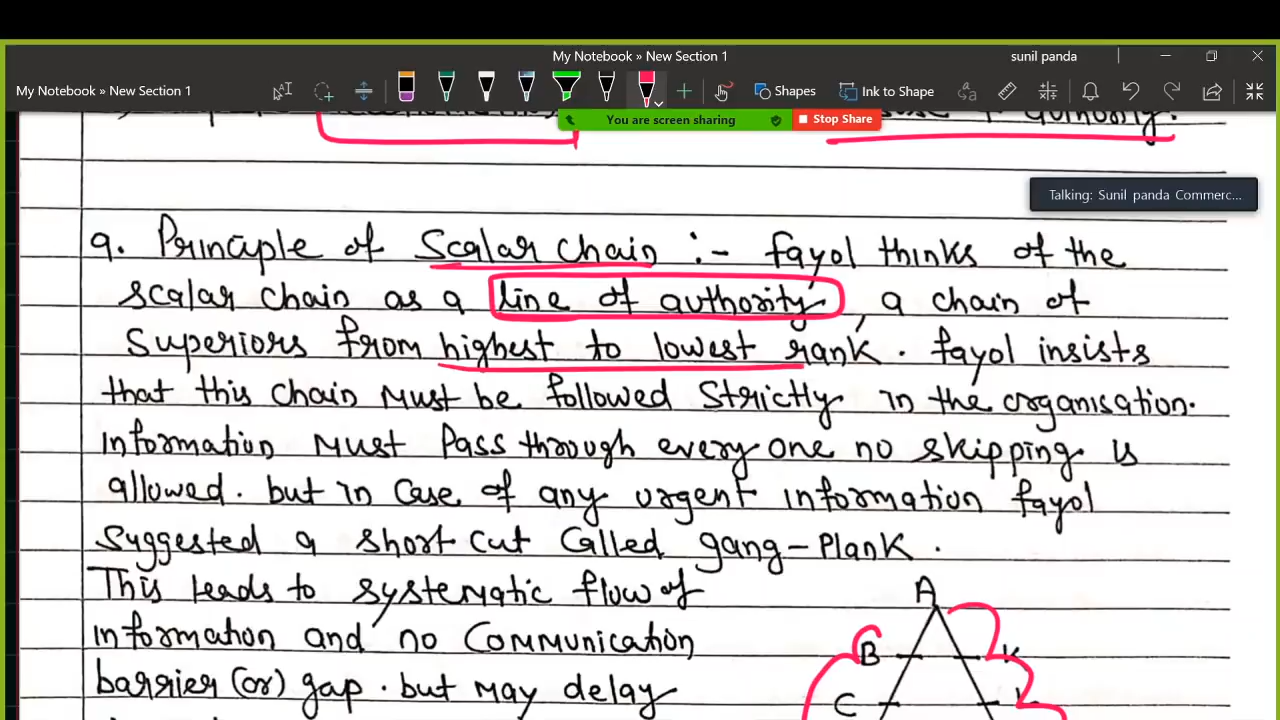 My Notebook » New Section 1
sunil panda
My Notebook » New Section 1
Shapes
Ink to Shape
You are screen sharing
Stop Share
authority.
Talking: Sunil panda Commerc...
9. Principle of Scalar Chain :- fayol thinks of the
scalar chain as a line of authority, a chain of
Superiors from highest to lowest rank. fayol insists
that this chain must be followed Strictly in the organisation.
information must Pass through every one no skipping is
allowed. but in case of any urgent information fayol
suggested a short cut called gang-Plank.
This leads to systematic flow of
information and no Communication
barrier (or) gap. but may delay
A
B
K
C
L